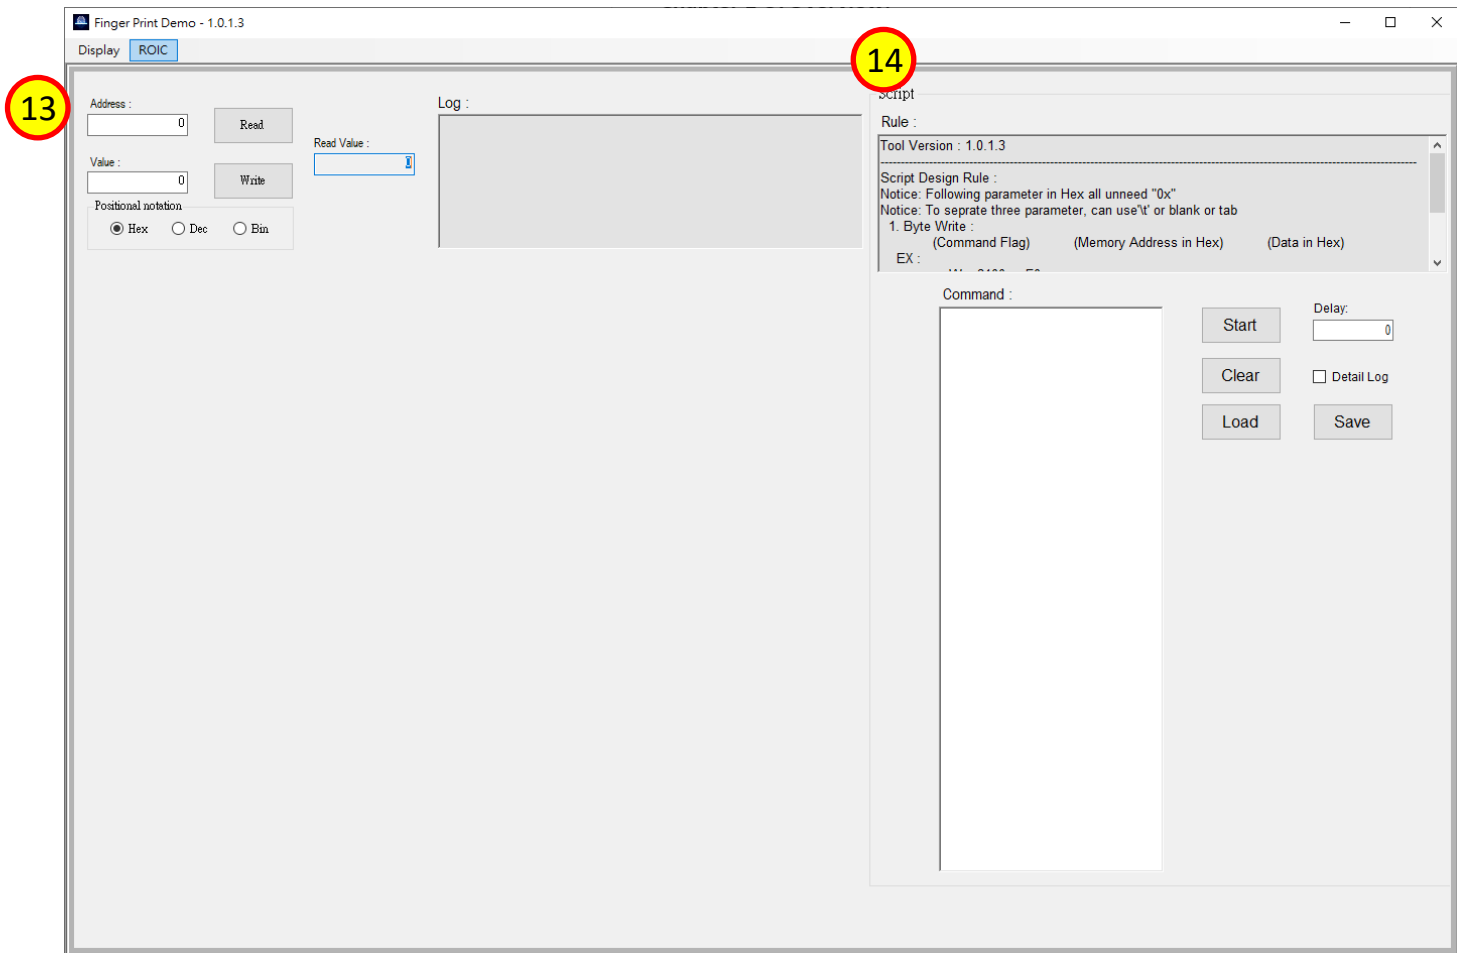 Finger Print Demo - 1.0.1.3
Display ROIC
13
14
Address :
0
Read
Value :
0
Write
Positional notation
Hex Dec Bin
Read Value :
0
Log :
Script
Rule :
Tool Version : 1.0.1.3
Script Design Rule :
Notice: Following parameter in Hex all unneed "0x"
Notice: To seprate three parameter, can use'\t' or blank or tab
1. Byte Write :
(Command Flag) (Memory Address in Hex) (Data in Hex)
EX :
Command :
Start
Delay:
0
Clear
Detail Log
Load
Save